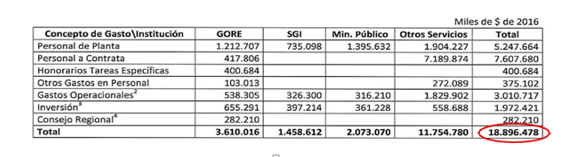 Miles de $ de 2016
Concepto de Gasto\Institución GORE SGI Min. Público Otros Servicios Total
Personal de Planta 1.212.707 735.098 1.395.632 1.904.227 5.247.664
Personal a Contrata 417.806 7.189.874 7.607.680
Honorarios Tareas Específicas 400.684 400.684
Otros Gastos en Personal 103.013 272.089 375.102
Gastos Operacionales² 538.305 326.300 316.210 1.829.902 3.010.717
Inversión³ 655.291 397.214 361.228 558.688 1.972.421
Consejo Regional⁴ 282.210 282.210
Total 3.610.016 1.458.612 2.073.070 11.754.780 18.896.478